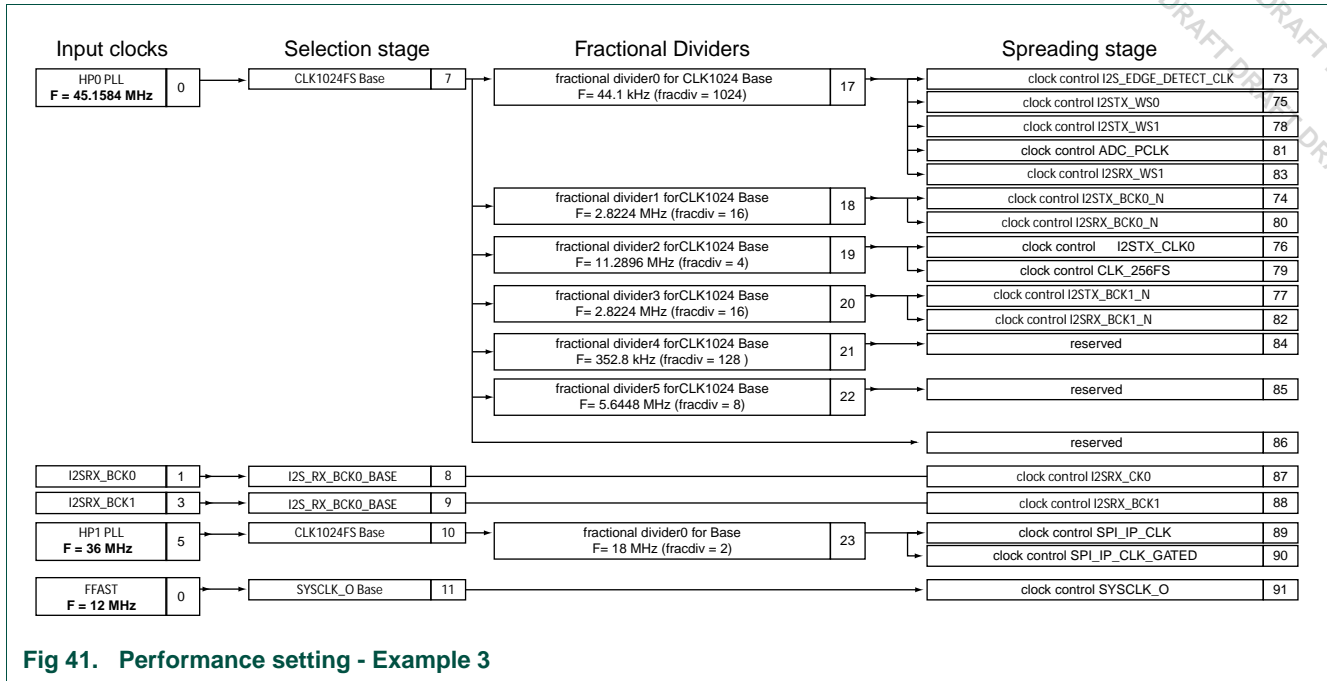 Input clocks
Selection stage
Fractional Dividers
Spreading stage
HP0 PLL
F = 45.1584 MHz
0
CLK1024FS Base
7
fractional divider0 for CLK1024 Base
F= 44.1 kHz (fracdiv = 1024)
17
clock control I2S_EDGE_DETECT_CLK
73
clock control I2STX_WS0
75
clock control I2STX_WS1
78
clock control ADC_PCLK
81
clock control I2SRX_WS1
83
fractional divider1 forCLK1024 Base
F= 2.8224 MHz (fracdiv = 16)
18
clock control I2STX_BCK0_N
74
clock control I2SRX_BCK0_N
80
fractional divider2 forCLK1024 Base
F= 11.2896 MHz (fracdiv = 4)
19
clock control I2STX_CLK0
76
clock control CLK_256FS
79
fractional divider3 forCLK1024 Base
F= 2.8224 MHz (fracdiv = 16)
20
clock control I2STX_BCK1_N
77
clock control I2SRX_BCK1_N
82
fractional divider4 forCLK1024 Base
F= 352.8 kHz (fracdiv = 128 )
21
reserved
84
fractional divider5 forCLK1024 Base
F= 5.6448 MHz (fracdiv = 8)
22
reserved
85
reserved
86
I2SRX_BCK0
1
I2S_RX_BCK0_BASE
8
clock control I2SRX_CK0
87
I2SRX_BCK1
3
I2S_RX_BCK0_BASE
9
clock control I2SRX_BCK1
88
HP1 PLL
F = 36 MHz
5
CLK1024FS Base
10
fractional divider0 for Base
F= 18 MHz (fracdiv = 2)
23
clock control SPI_IP_CLK
89
clock control SPI_IP_CLK_GATED
90
FFAST
F = 12 MHz
0
SYSCLK_O Base
11
clock control SYSCLK_O
91
Fig 41. Performance setting - Example 3
DRAFT DRAFT DRAFT
DRAFT